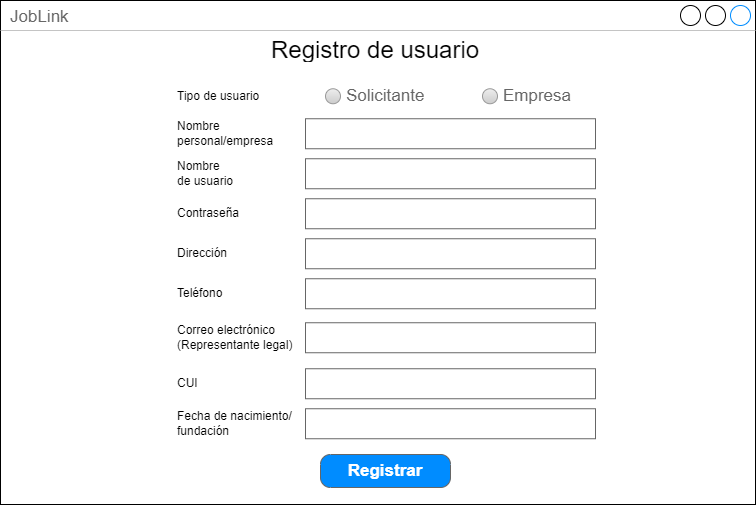 JobLink
Registro de usuario
Tipo de usuario
Solicitante
Empresa
Nombre
personal/empresa
Nombre
de usuario
Contraseña
Dirección
Teléfono
Correo electrónico
(Representante legal)
CUI
Fecha de nacimiento/
fundación
Registrar